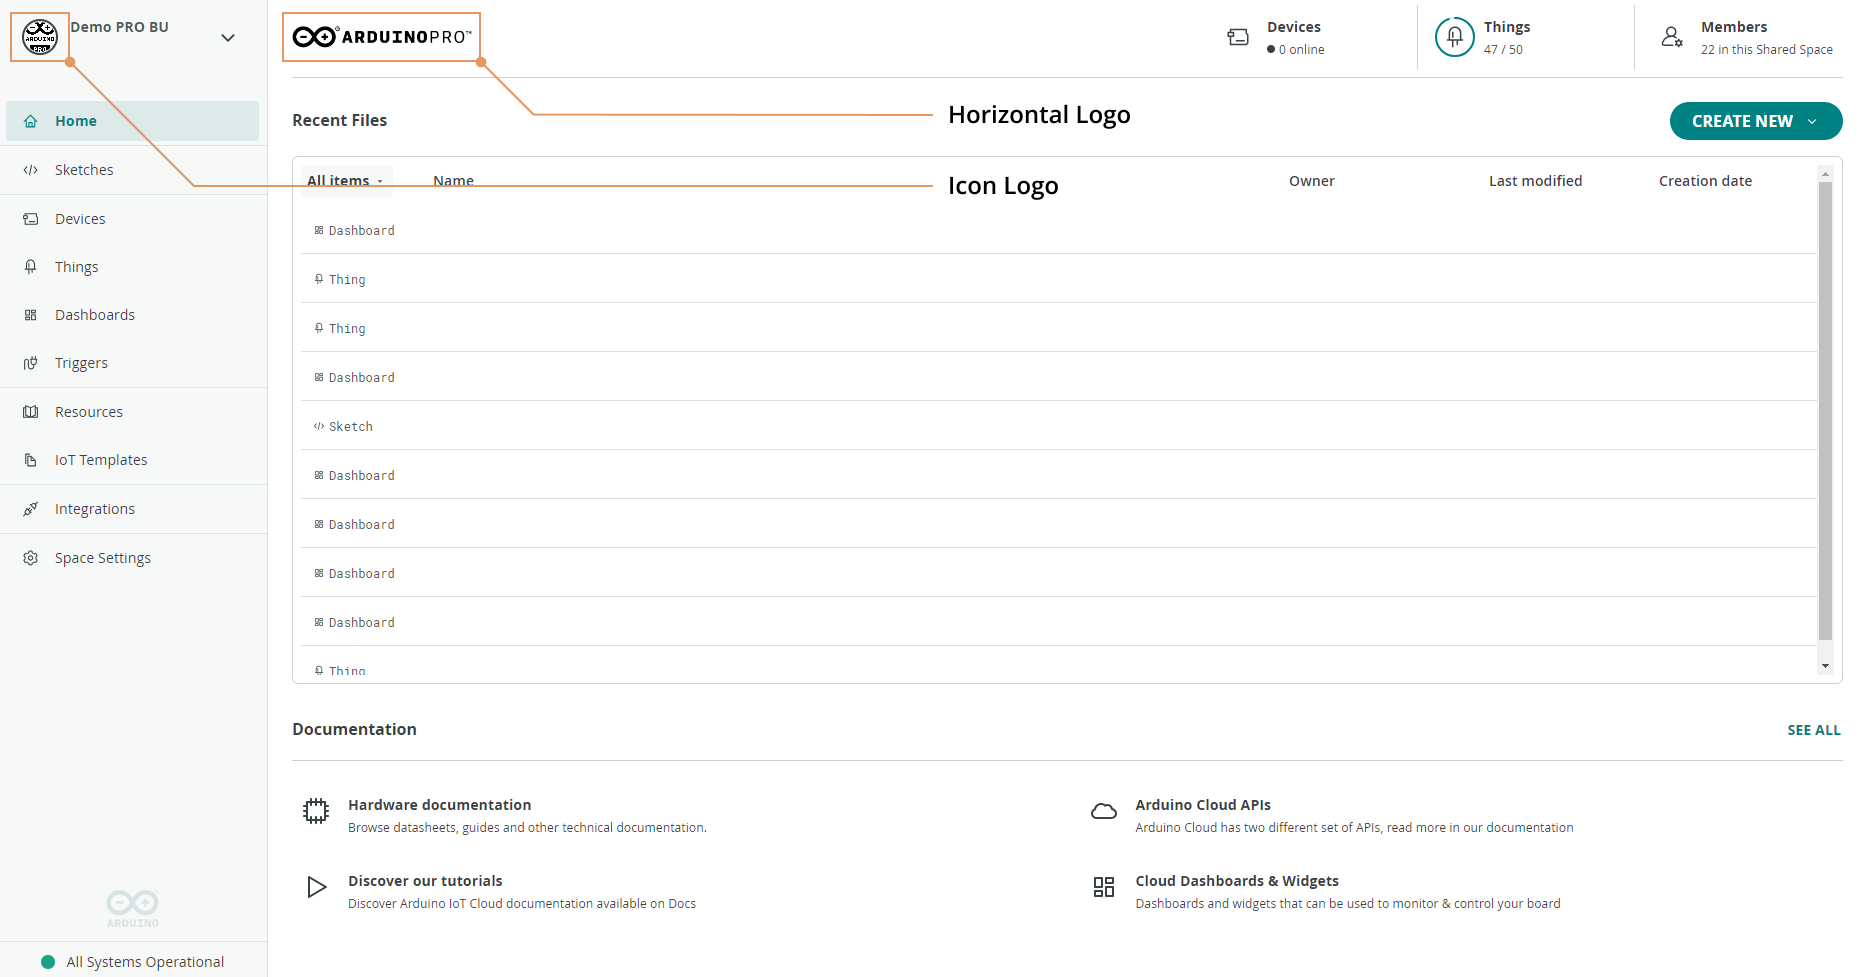 ARDUINO
PRO
Demo PRO BU
ARDUINOPRO™
Devices
0 online
Things
47 / 50
Members
22 in this Shared Space
Horizontal Logo
Icon Logo
Home
Sketches
Devices
Things
Dashboards
Triggers
Resources
IoT Templates
Integrations
Space Settings
ARDUINO
All Systems Operational
Recent Files
CREATE NEW
All items Name Owner Last modified Creation date
Dashboard
Thing
Thing
Dashboard
Sketch
Dashboard
Dashboard
Dashboard
Dashboard
Thing
Documentation
SEE ALL
Hardware documentation
Browse datasheets, guides and other technical documentation.
Arduino Cloud APIs
Arduino Cloud has two different set of APIs, read more in our documentation
Discover our tutorials
Discover Arduino IoT Cloud documentation available on Docs
Cloud Dashboards & Widgets
Dashboards and widgets that can be used to monitor & control your board